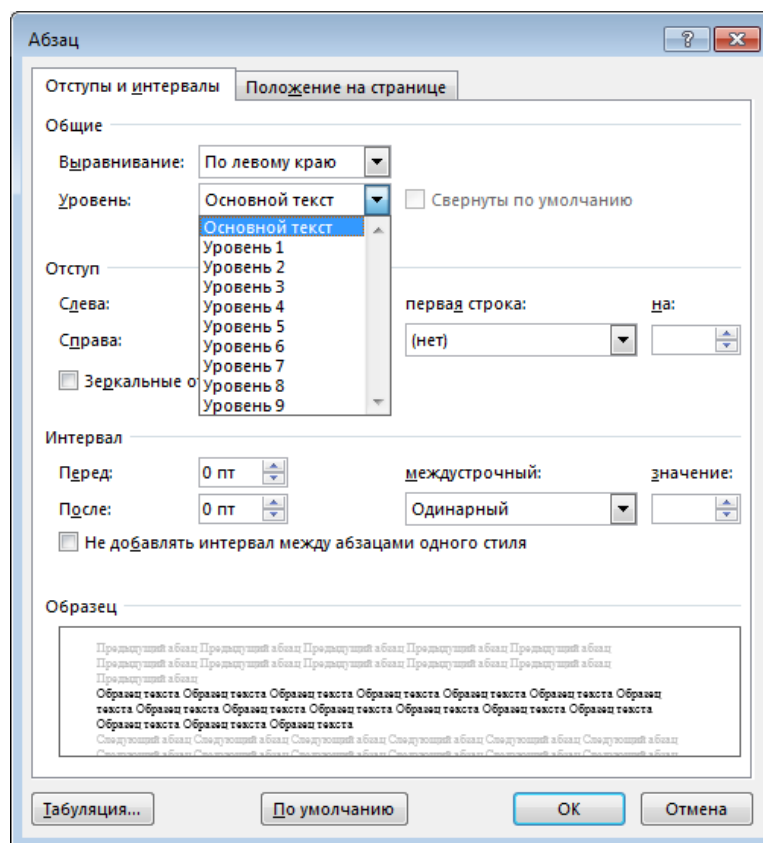 Абзац
Отступы и интервалы Положение на странице
Общие
Выравнивание: По левому краю
Уровень: Основной текст Свернуты по умолчанию
Основной текст
Уровень 1
Уровень 2
Отступ Уровень 3
Слева: Уровень 4 первая строка: на:
Уровень 5
Справа: Уровень 6 (нет)
Уровень 7
Зеркальные о Уровень 8
Уровень 9
Интервал
Перед: 0 пт междустрочный: значение:
После: 0 пт Одинарный
Не добавлять интервал между абзацами одного стиля
Образец
Предыдущий абзац Предыдущий абзац Предыдущий абзац Предыдущий абзац Предыдущий абзац
Предыдущий абзац Предыдущий абзац Предыдущий абзац Предыдущий абзац Предыдущий абзац
Предыдущий абзац
Образец текста Образец текста Образец текста Образец текста Образец текста Образец текста Образец
текста Образец текста Образец текста Образец текста Образец текста Образец текста Образец текста
Образец текста Образец текста Образец текста
Следующий абзац Следующий абзац Следующий абзац Следующий абзац Следующий абзац Следующий абзац
Следующий абзац Следующий абзац Следующий абзац Следующий абзац Следующий абзац Следующий абзац
Табуляция... По умолчанию ОК Отмена